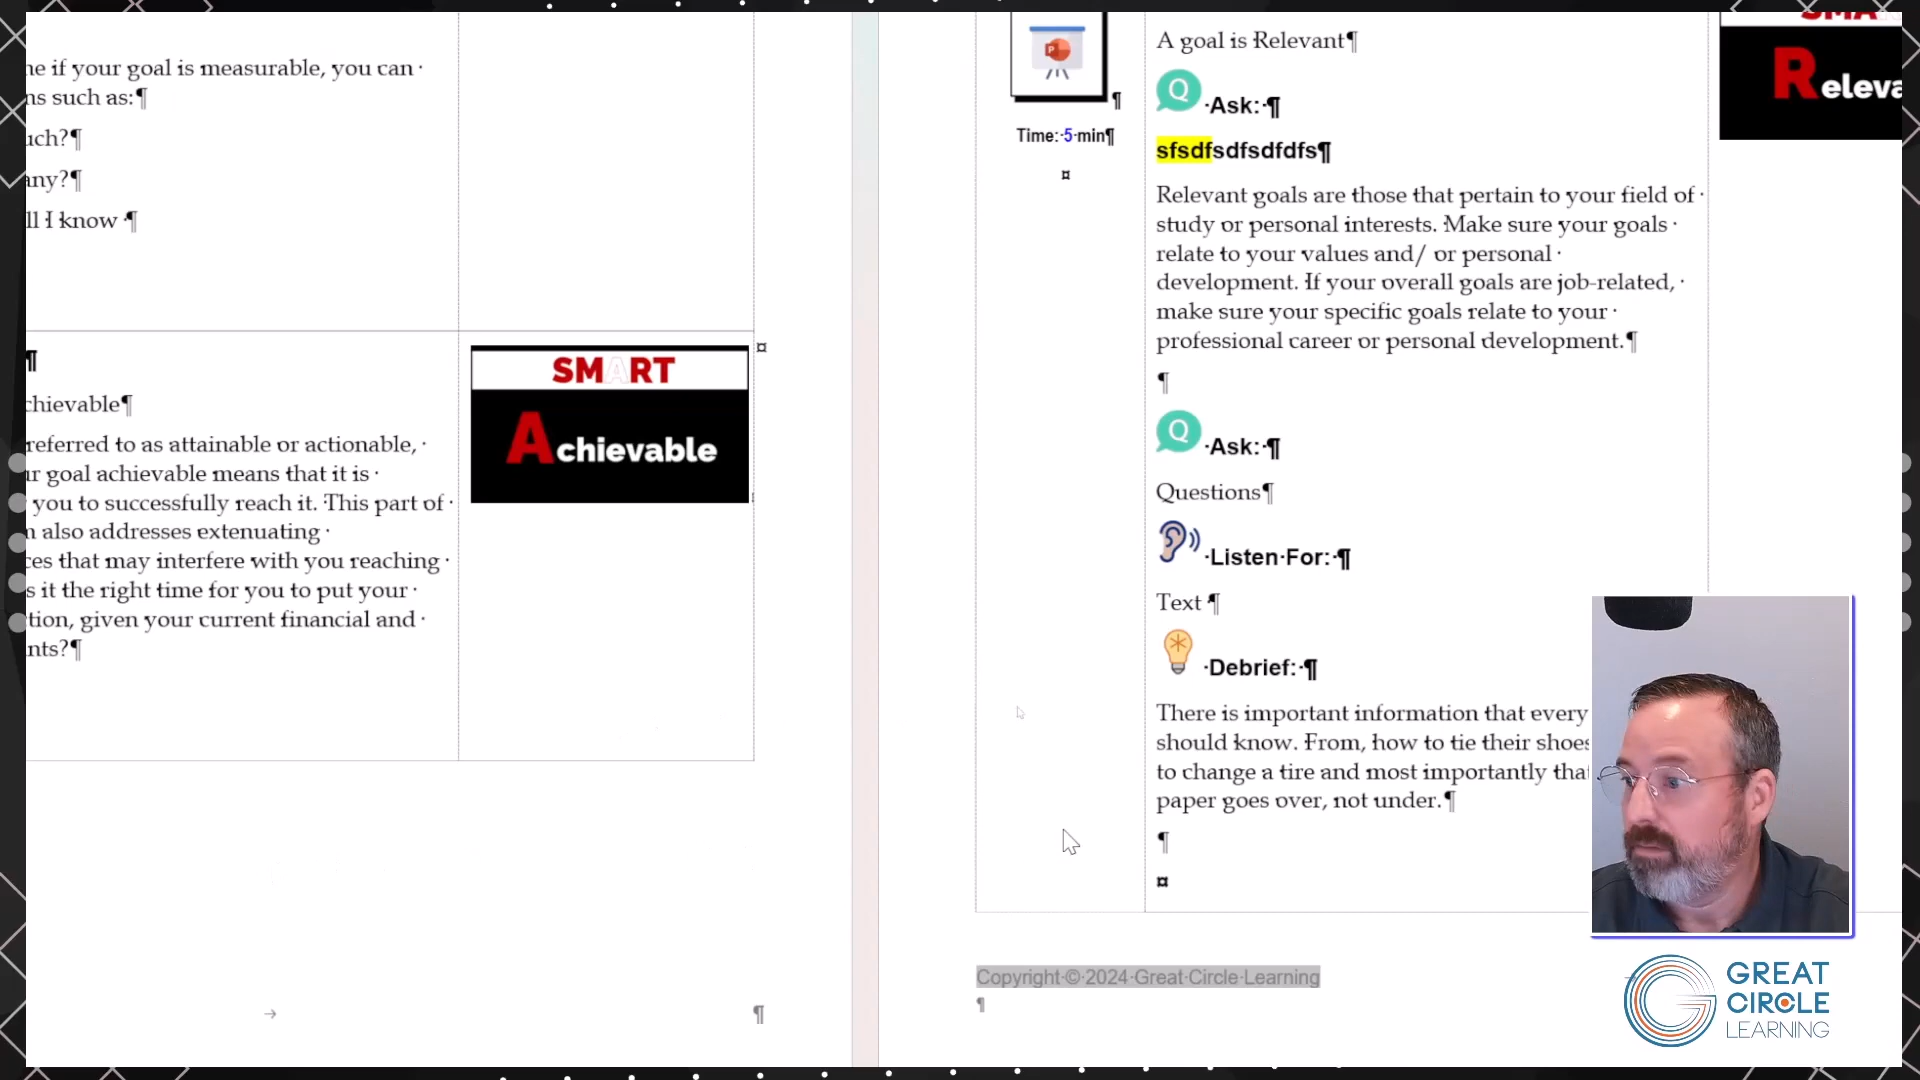 ne if your goal is measurable, you can
ns such as:¶
uch?¶
any?¶
ll I know ¶
¶
chievable¶
referred to as attainable or actionable,
ur goal achievable means that it is
you to successfully reach it. This part of
n also addresses extenuating
ces that may interfere with you reaching
s it the right time for you to put your
tion, given your current financial and
nts?¶
SMART
Achievable
¤
→ ¶
P
¶
Time: 5 min¶
¤
A goal is Relevant¶
Q Ask: ¶
sfsdfsdfsdfdfs¶
Relevant goals are those that pertain to your field of
study or personal interests. Make sure your goals
relate to your values and/ or personal
development. If your overall goals are job-related,
make sure your specific goals relate to your
professional career or personal development.¶
¶
Q Ask: ¶
Questions¶
Listen For: ¶
Text ¶
Debrief: ¶
There is important information that every
should know. From, how to tie their shoes
to change a tire and most importantly that
paper goes over, not under.¶
¶
¤
SMA
Releva
Copyright © 2024 Great Circle Learning
¶
GREAT
CIRCLE
LEARNING